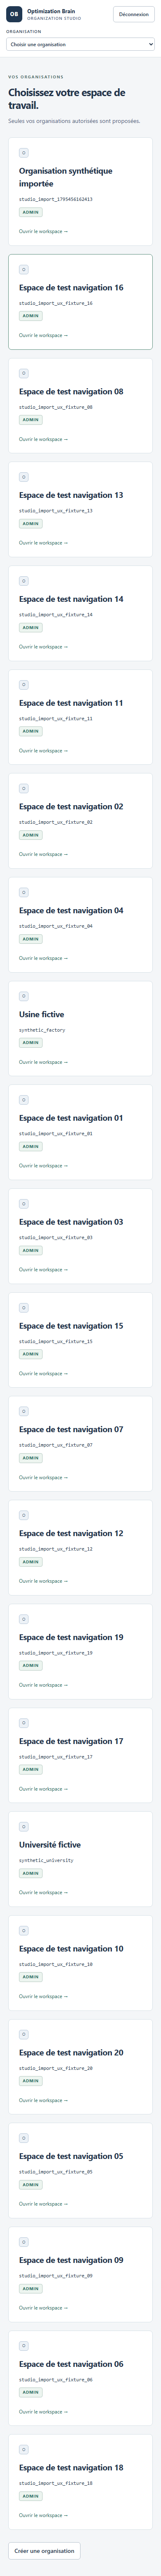 OB
Optimization Brain
ORGANIZATION STUDIO
Déconnexion
ORGANISATION
Choisir une organisation
VOS ORGANISATIONS
Choisissez votre espace de
travail.
Seules vos organisations autorisées sont proposées.
O
Organisation synthétique
importée
studio_import_1795456162413
ADMIN
Ouvrir le workspace →
O
Espace de test navigation 16
studio_import_ux_fixture_16
ADMIN
Ouvrir le workspace →
O
Espace de test navigation 08
studio_import_ux_fixture_08
ADMIN
Ouvrir le workspace →
O
Espace de test navigation 13
studio_import_ux_fixture_13
ADMIN
Ouvrir le workspace →
O
Espace de test navigation 14
studio_import_ux_fixture_14
ADMIN
Ouvrir le workspace →
O
Espace de test navigation 11
studio_import_ux_fixture_11
ADMIN
Ouvrir le workspace →
O
Espace de test navigation 02
studio_import_ux_fixture_02
ADMIN
Ouvrir le workspace →
O
Espace de test navigation 04
studio_import_ux_fixture_04
ADMIN
Ouvrir le workspace →
O
Usine fictive
synthetic_factory
ADMIN
Ouvrir le workspace →
O
Espace de test navigation 01
studio_import_ux_fixture_01
ADMIN
Ouvrir le workspace →
O
Espace de test navigation 03
studio_import_ux_fixture_03
ADMIN
Ouvrir le workspace →
O
Espace de test navigation 15
studio_import_ux_fixture_15
ADMIN
Ouvrir le workspace →
O
Espace de test navigation 07
studio_import_ux_fixture_07
ADMIN
Ouvrir le workspace →
O
Espace de test navigation 12
studio_import_ux_fixture_12
ADMIN
Ouvrir le workspace →
O
Espace de test navigation 19
studio_import_ux_fixture_19
ADMIN
Ouvrir le workspace →
O
Espace de test navigation 17
studio_import_ux_fixture_17
ADMIN
Ouvrir le workspace →
O
Université fictive
synthetic_university
ADMIN
Ouvrir le workspace →
O
Espace de test navigation 10
studio_import_ux_fixture_10
ADMIN
Ouvrir le workspace →
O
Espace de test navigation 20
studio_import_ux_fixture_20
ADMIN
Ouvrir le workspace →
O
Espace de test navigation 05
studio_import_ux_fixture_05
ADMIN
Ouvrir le workspace →
O
Espace de test navigation 09
studio_import_ux_fixture_09
ADMIN
Ouvrir le workspace →
O
Espace de test navigation 06
studio_import_ux_fixture_06
ADMIN
Ouvrir le workspace →
O
Espace de test navigation 18
studio_import_ux_fixture_18
ADMIN
Ouvrir le workspace →
Créer une organisation